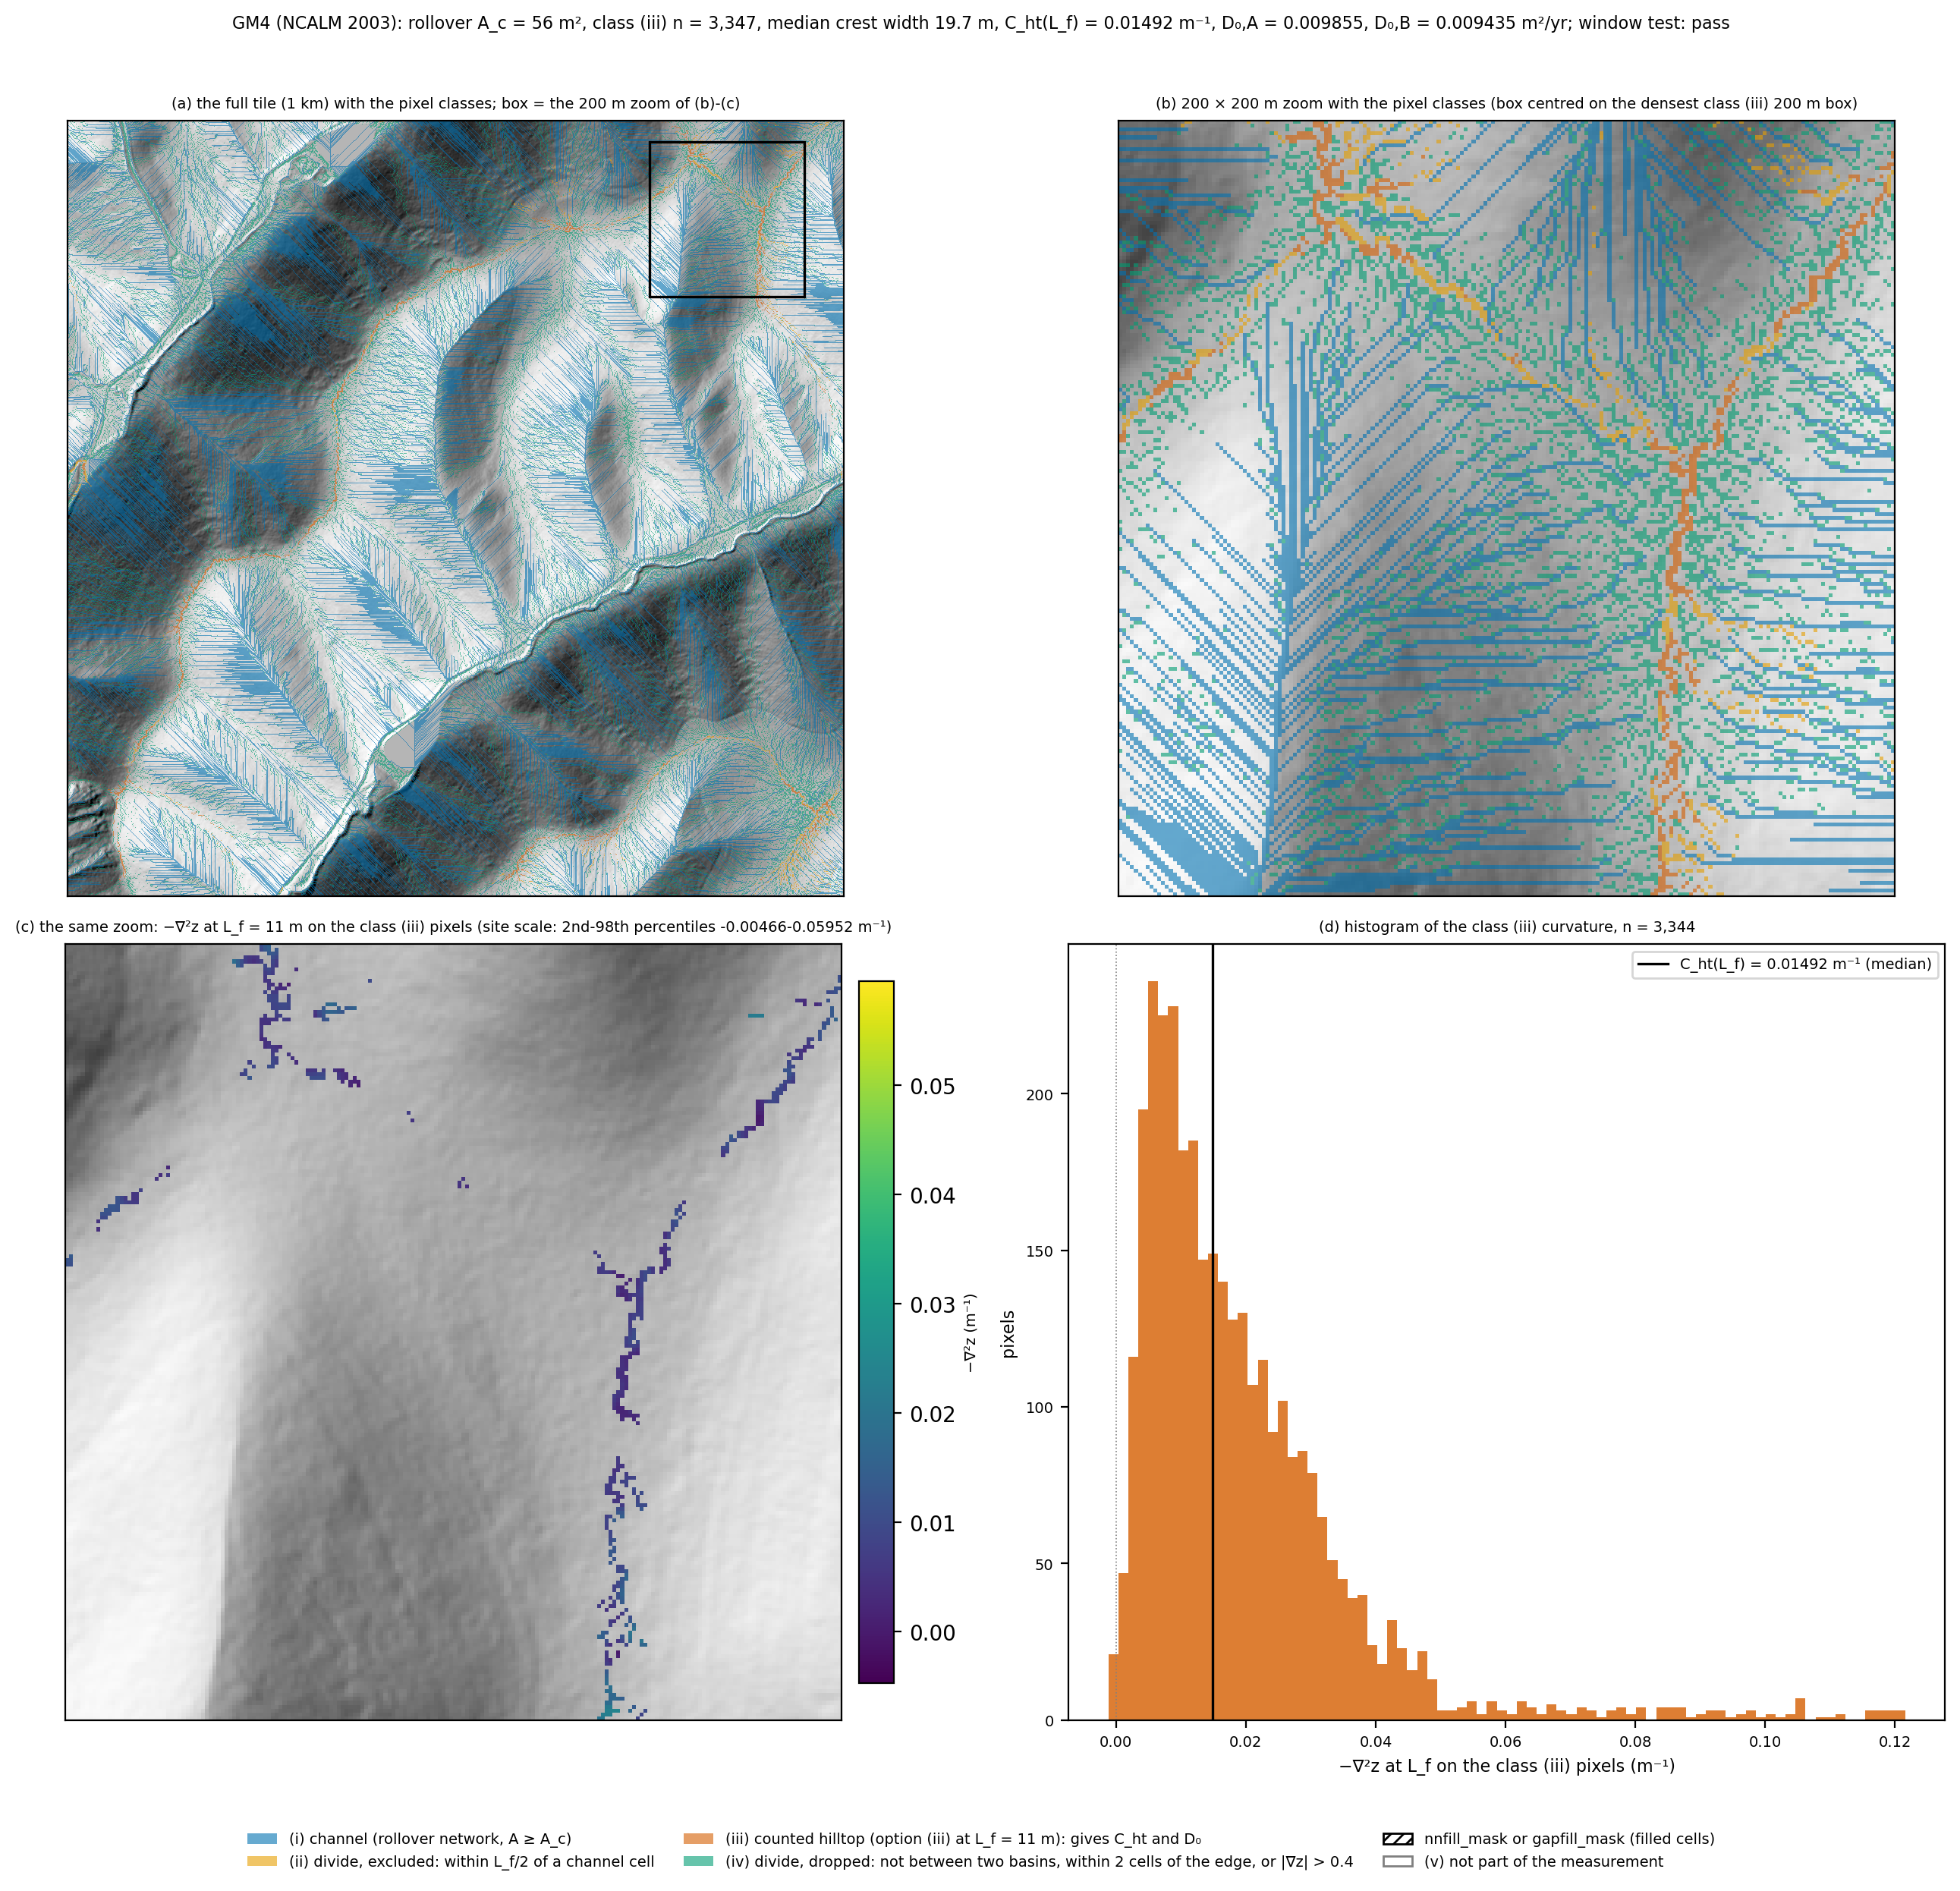 GM4 (NCALM 2003): rollover A_c = 56 m², class (iii) n = 3,347, median crest width 19.7 m, C_ht(L_f) = 0.01492 m⁻¹, D₀,A = 0.009855, D₀,B = 0.009435 m²/yr; window test: pass
(a) the full tile (1 km) with the pixel classes; box = the 200 m zoom of (b)-(c)
(b) 200 × 200 m zoom with the pixel classes (box centred on the densest class (iii) 200 m box)
(c) the same zoom: −∇²z at L_f = 11 m on the class (iii) pixels (site scale: 2nd-98th percentiles -0.00466-0.05952 m⁻¹)
0.05
0.04
0.03
0.02
0.01
0.00
−∇²z (m⁻¹)
(d) histogram of the class (iii) curvature, n = 3,344
C_ht(L_f) = 0.01492 m⁻¹ (median)
pixels
200
150
100
50
0
0.00
0.02
0.04
0.06
0.08
0.10
0.12
−∇²z at L_f on the class (iii) pixels (m⁻¹)
(i) channel (rollover network, A ≥ A_c)
(ii) divide, excluded: within L_f/2 of a channel cell
(iii) counted hilltop (option (iii) at L_f = 11 m): gives C_ht and D₀
(iv) divide, dropped: not between two basins, within 2 cells of the edge, or |∇z| > 0.4
nnfill_mask or gapfill_mask (filled cells)
(v) not part of the measurement